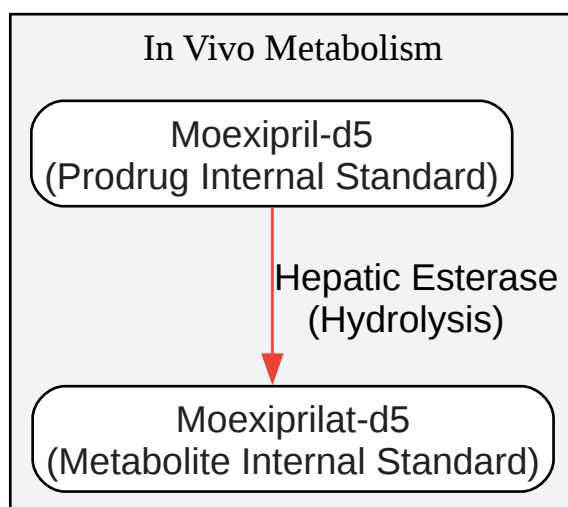 In Vivo Metabolism
Moexipril-d5
(Prodrug Internal Standard)
Hepatic Esterase
(Hydrolysis)
Moexiprilat-d5
(Metabolite Internal Standard)